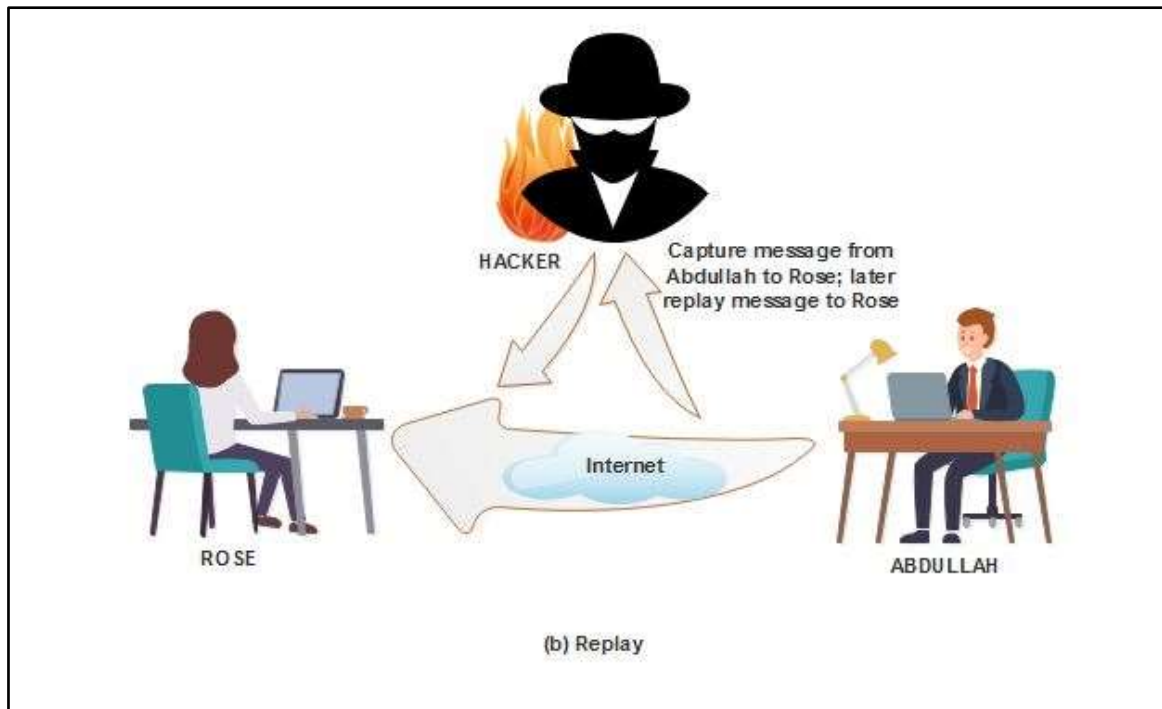 HACKER
Capture message from
Abdullah to Rose; later
replay message to Rose
Internet
ROSE
ABDULLAH
(b) Replay